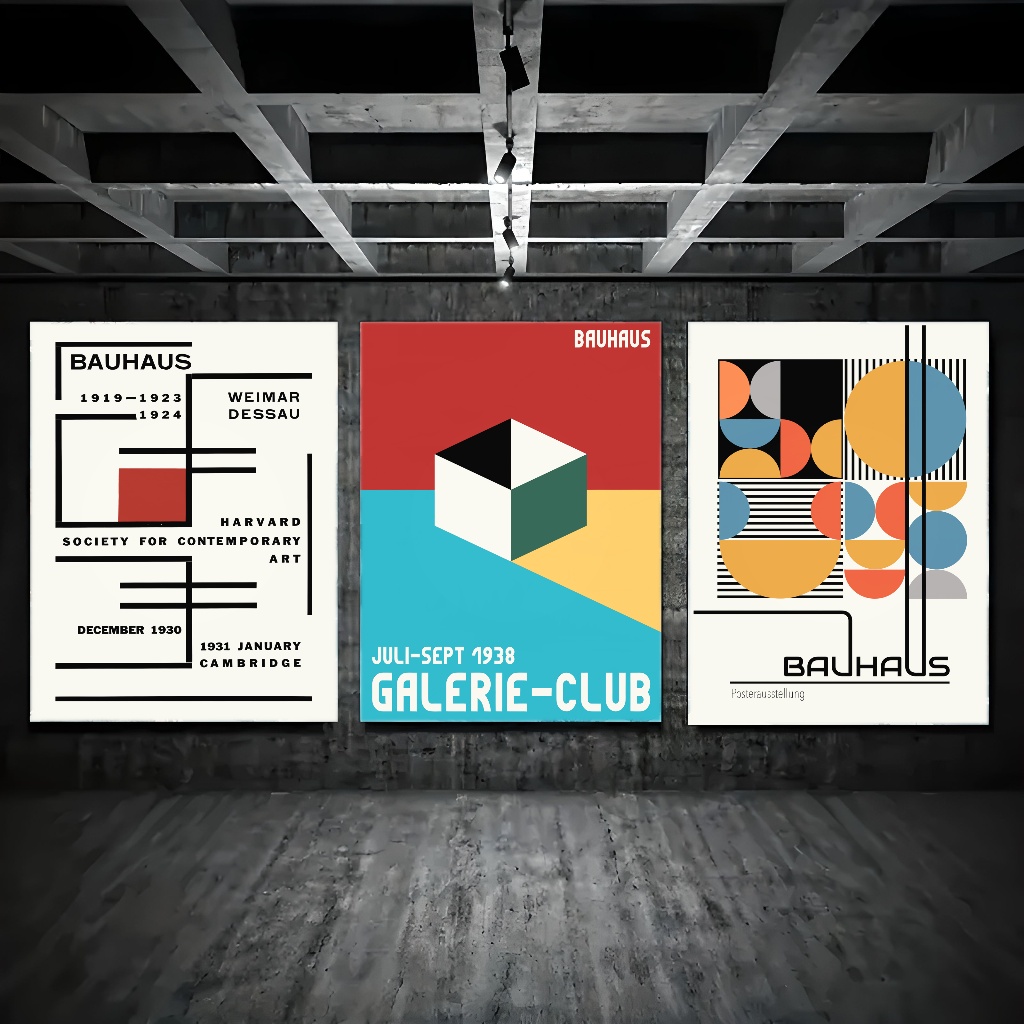 BAUHAUS
1919–1923
1924
WEIMAR
DESSAU
HARVARD
SOCIETY FOR CONTEMPORARY
ART
DECEMBER 1930
1931 JANUARY
CAMBRIDGE
BAUHAUS
JULI-SEPT 1938
GALERIE-CLUB
BAUHAUS
Posterausstellung